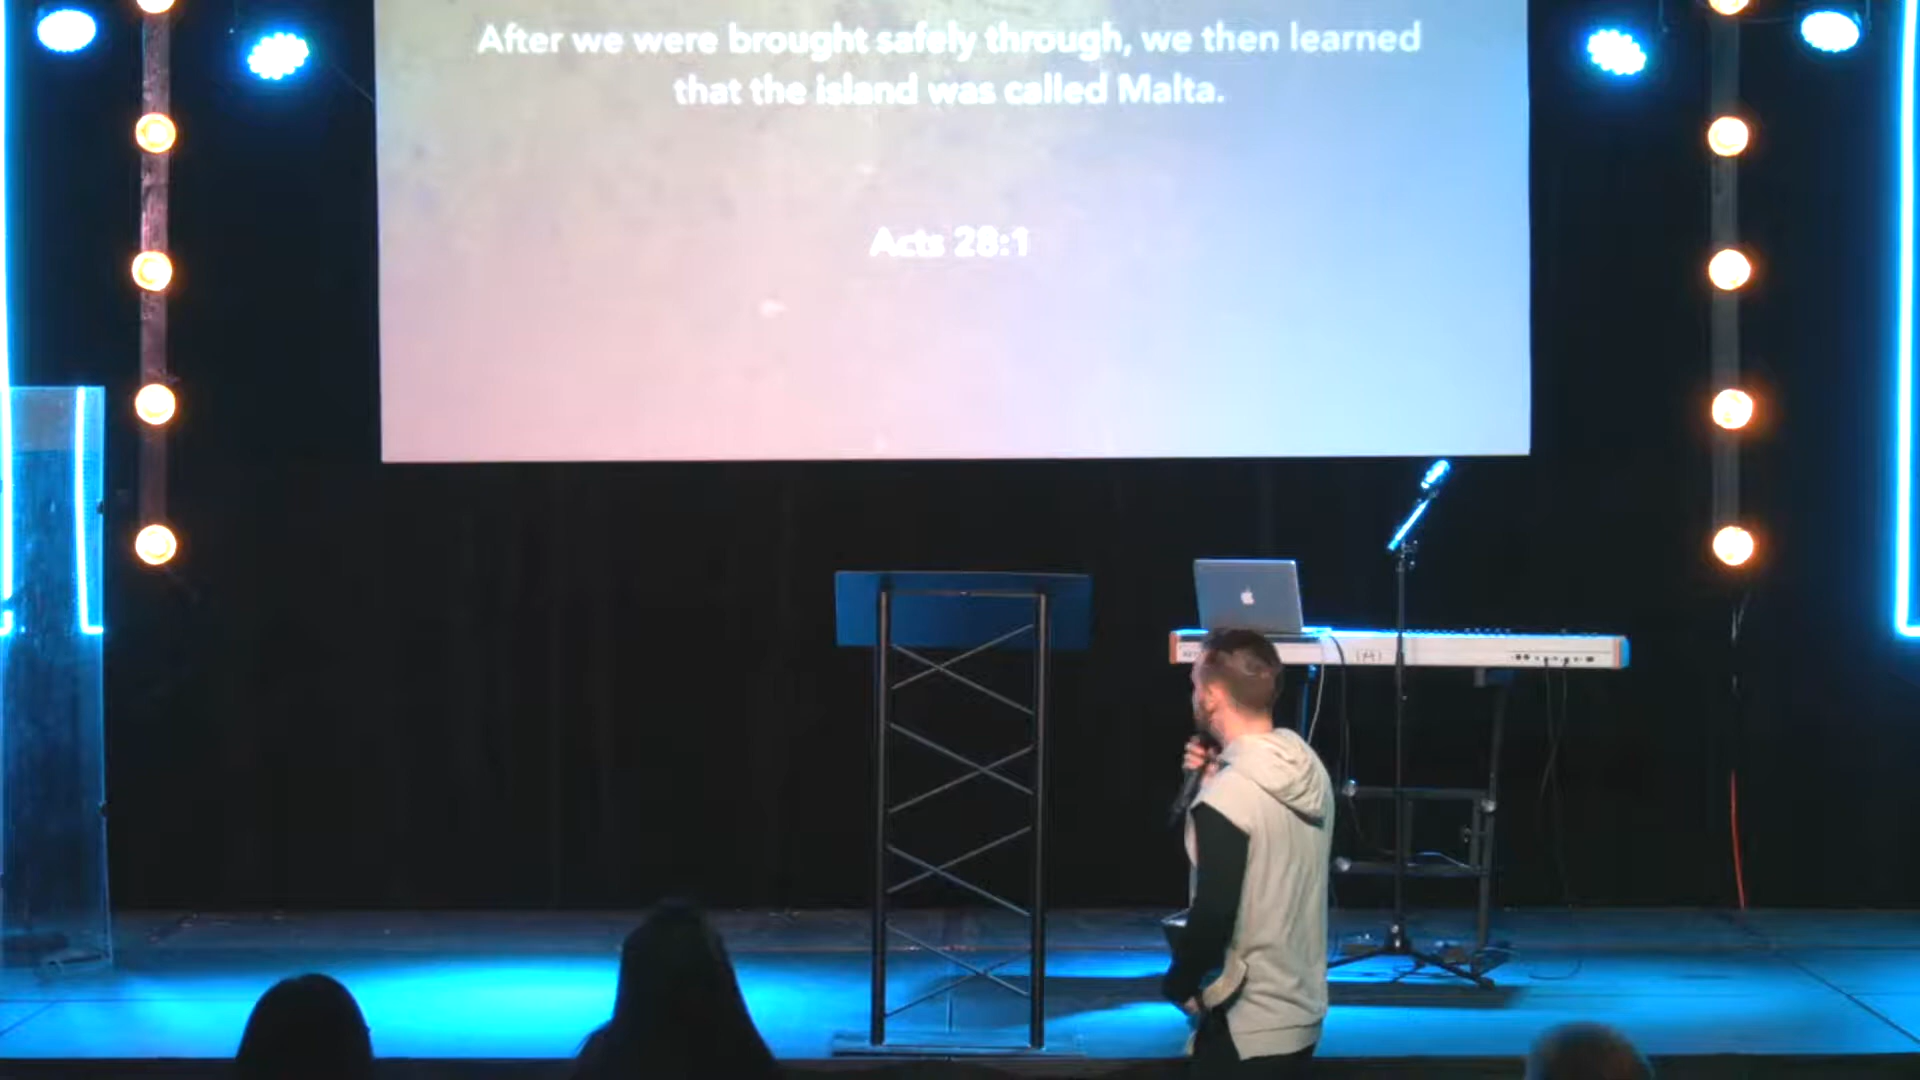 After we were brought safely through, we then learned
that the island was called Malta.
Acts 28:1